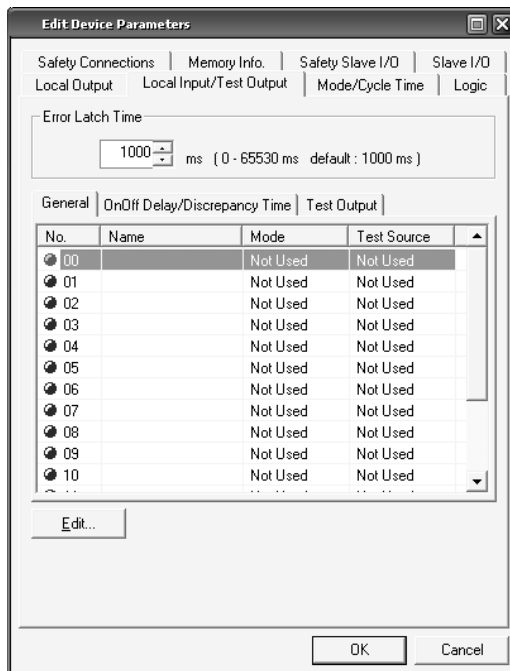 Edit Device Parameters
Safety Connections Memory Info. Safety Slave I/O Slave I/O
Local Output Local Input/Test Output Mode/Cycle Time Logic
Error Latch Time
1000 ms ( 0 - 65530 ms default : 1000 ms )
General OnOff Delay/Discrepancy Time Test Output
No. Name Mode Test Source
00 Not Used Not Used
01 Not Used Not Used
02 Not Used Not Used
03 Not Used Not Used
04 Not Used Not Used
05 Not Used Not Used
06 Not Used Not Used
07 Not Used Not Used
08 Not Used Not Used
09 Not Used Not Used
10 Not Used Not Used
Edit...
OK Cancel